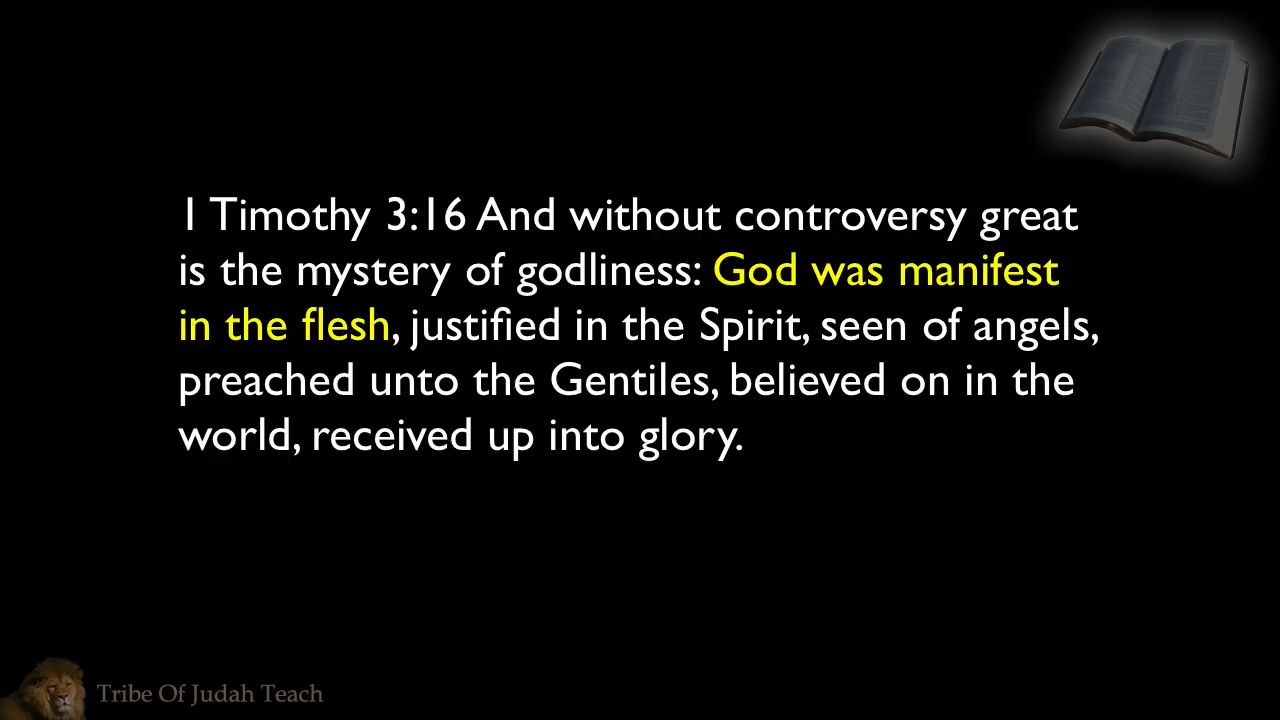 1 Timothy 3:16 And without controversy great
is the mystery of godliness: God was manifest
in the flesh, justified in the Spirit, seen of angels,
preached unto the Gentiles, believed on in the
world, received up into glory.
Tribe Of Judah Teach